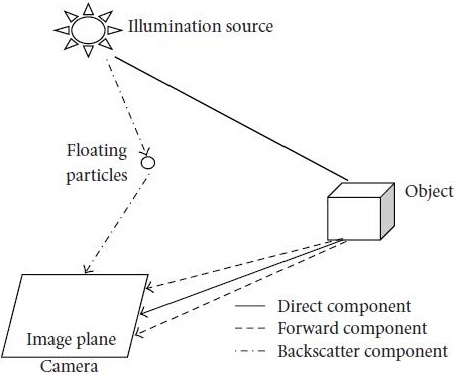 Illumination source
Floating
particles
Object
Direct component
Forward component
Backscatter component
Image plane
Camera